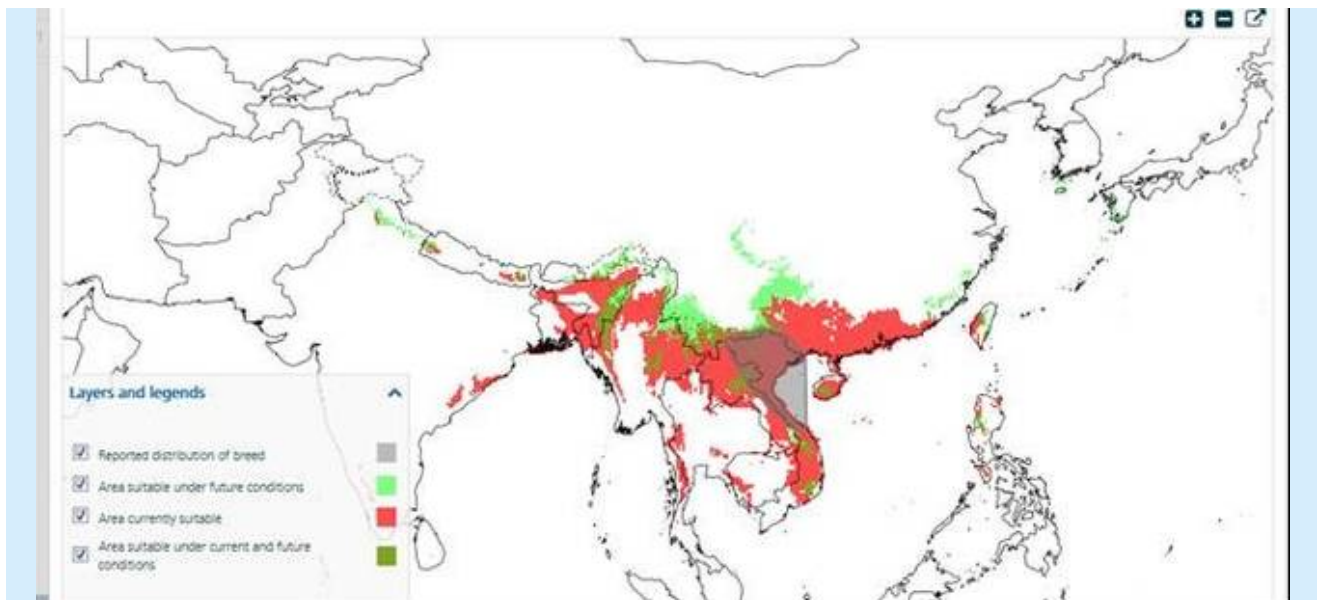 Layers and legends
Reported distribution of breed
Area suitable under future conditions
Area currently suitable
Area suitable under current and future
conditions